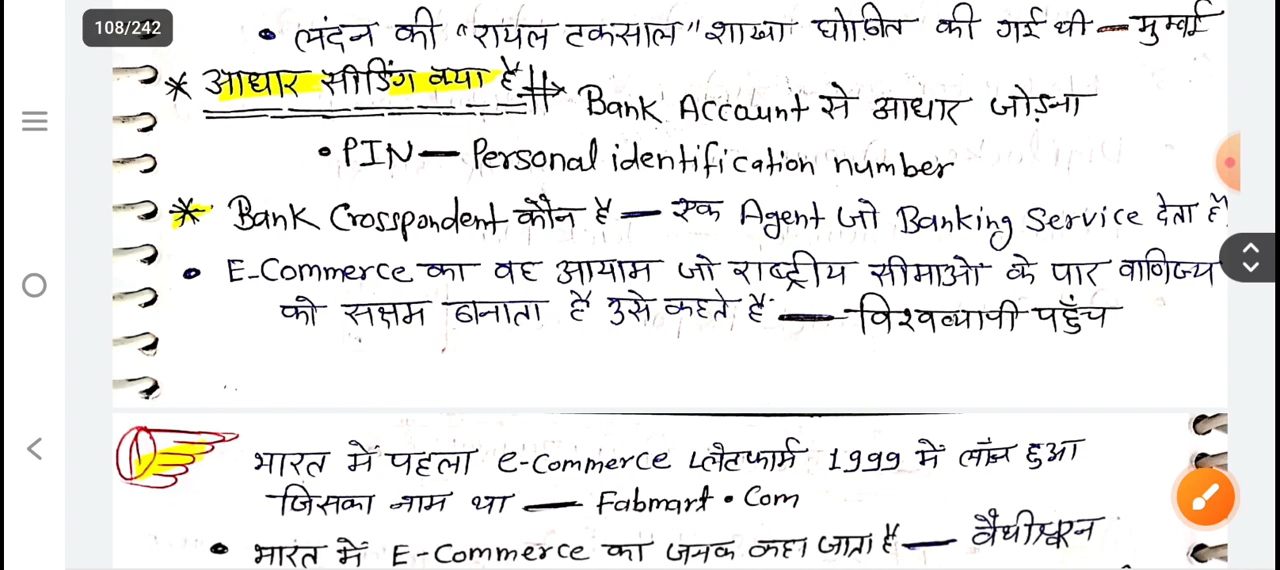 108/242
• लंदन की "रायल टकसाल" शाखा घोषित की गई थी — मुम्बई
* आधार सीडिंग क्या है Bank Account से आधार जोड़ना
• PIN — Personal identification number
* Bank Crosspondent कौन है — एक Agent जो Banking Service देता है
• E-Commerce का वह आयाम जो राष्ट्रीय सीमाओं के पार वाणिज्य
को सक्षम बनाता है उसे कहते है — विश्वव्यापी पहुँच
भारत में पहला e-Commerce प्लेटफार्म 1999 में लॉन्च हुआ
जिसका नाम था — Fabmart.Com
• भारत में E-Commerce का जनक कहा जाता है — वैथीश्वरन